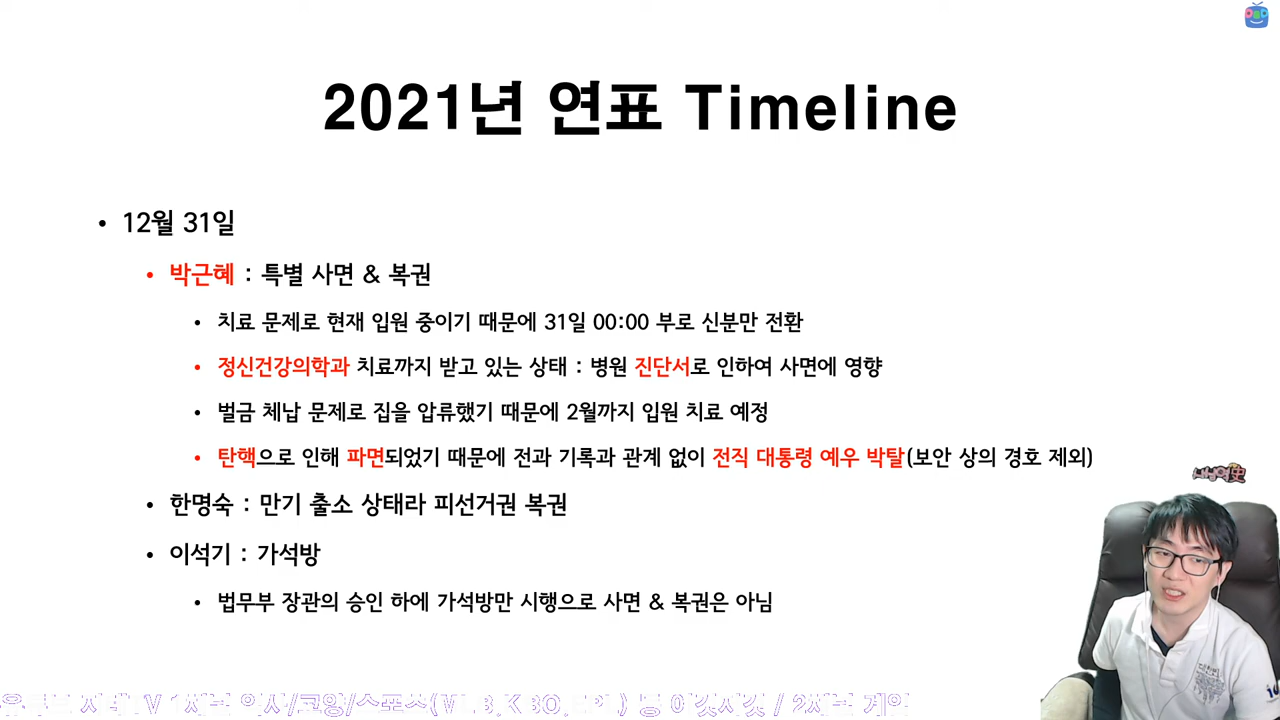 2021년 연표 Timeline
• 12월 31일
• 박근혜 : 특별 사면 & 복권
• 치료 문제로 현재 입원 중이기 때문에 31일 00:00 부로 신분만 전환
• 정신건강의학과 치료까지 받고 있는 상태 : 병원 진단서로 인하여 사면에 영향
• 벌금 체납 문제로 집을 압류했기 때문에 2월까지 입원 치료 예정
• 탄핵으로 인해 파면되었기 때문에 전과 기록과 관계 없이 전직 대통령 예우 박탈(보안 상의 경호 제외)
• 한명숙 : 만기 출소 상태라 피선거권 복권
• 이석기 : 가석방
• 법무부 장관의 승인 하에 가석방만 시행으로 사면 & 복권은 아님